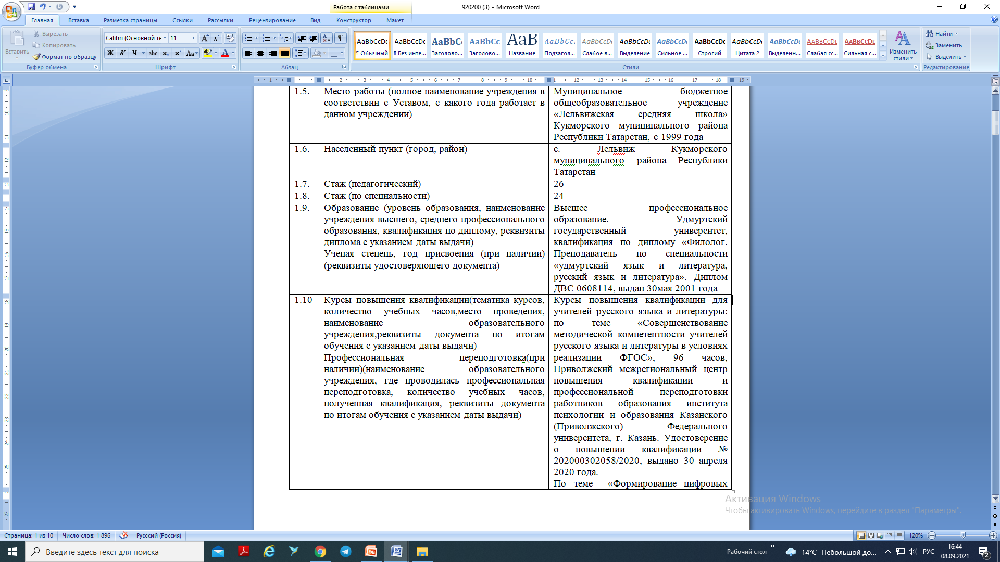 Работа с таблицами
920200 (3) - Microsoft Word
Главная Вставка Разметка страницы Ссылки Рассылки Рецензирование Вид Конструктор Макет
Вставить
Вырезать
Копировать
Формат по образцу
Буфер обмена
Calibri (Основной те 11
Шрифт
Абзац
AaBbCcDc AaBbCcDc AaBbC AaBbCc AaB AaBbCc. AaBbCcDc AaBbCcDc AaBbCcDc AaBbCcDc AaBbCcDc AaBbCcDc AABBCCDE AABBCCDE
¶ Обычный ¶ Без инте... Заголово... Заголово... Название Подзагол... Слабое в... Выделение Сильное ... Строгий Цитата 2 Выделенн... Слабая сс... Сильная с...
Стили
Изменить стили
Найти
Заменить
Выделить
Редактирование
1.5. Место работы (полное наименование учреждения в
соответствии с Уставом, с какого года работает в
данном учреждении)
Муниципальное бюджетное
общеобразовательное учреждение
«Лельвижская средняя школа»
Кукморского муниципального района
Республики Татарстан, с 1999 года
1.6. Населенный пункт (город, район)
с. Лельвиж Кукморского
муниципального района Республики
Татарстан
1.7. Стаж (педагогический) 26
1.8. Стаж (по специальности) 24
1.9. Образование (уровень образования, наименование
учреждения высшего, среднего профессионального
образования, квалификация по диплому, реквизиты
диплома с указанием даты выдачи)
Ученая степень, год присвоения (при наличии)
(реквизиты удостоверяющего документа)
Высшее профессиональное
образование. Удмуртский
государственный университет,
квалификация по диплому «Филолог.
Преподаватель по специальности
«удмуртский язык и литература,
русский язык и литература». Диплом
ДВС 0608114, выдан 30мая 2001 года
1.10 Курсы повышения квалификации(тематика курсов,
количество учебных часов,место проведения,
наименование образовательного
учреждения,реквизиты документа по итогам
обучения с указанием даты выдачи)
Профессиональная переподготовка(при
наличии)(наименование образовательного
учреждения, где проводилась профессиональная
переподготовка, количество учебных часов,
полученная квалификация, реквизиты документа
по итогам обучения с указанием даты выдачи)
Курсы повышения квалификации для
учителей русского языка и литературы:
по теме «Совершенствование
методической компетентности учителей
русского языка и литературы в условиях
реализации ФГОС», 96 часов,
Приволжский межрегиональный центр
повышения квалификации и
профессиональной переподготовки
работников образования института
психологии и образования Казанского
(Приволжского) Федерального
университета, г. Казань. Удостоверение
о повышении квалификации №
202000302058/2020, выдано 30 апреля
2020 года.
По теме «Формирование цифровых
Активация Windows
Чтобы активировать Windows, перейдите в раздел "Параметры".
Страница: 1 из 10 Число слов: 1 896 Русский (Россия) 120%
Введите здесь текст для поиска
Рабочий стол
14°C Небольшой до...
РУС
16:44
08.09.2021
2